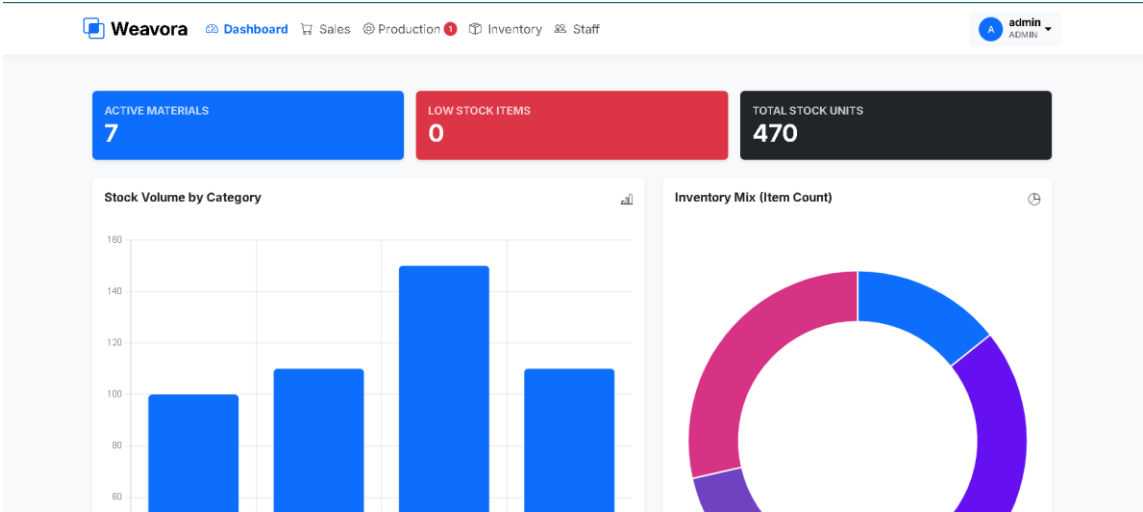 Weavora Dashboard Sales Production 1 Inventory Staff A admin
ADMIN
ACTIVE MATERIALS
7
LOW STOCK ITEMS
0
TOTAL STOCK UNITS
470
Stock Volume by Category
160
140
120
100
80
60
Inventory Mix (Item Count)